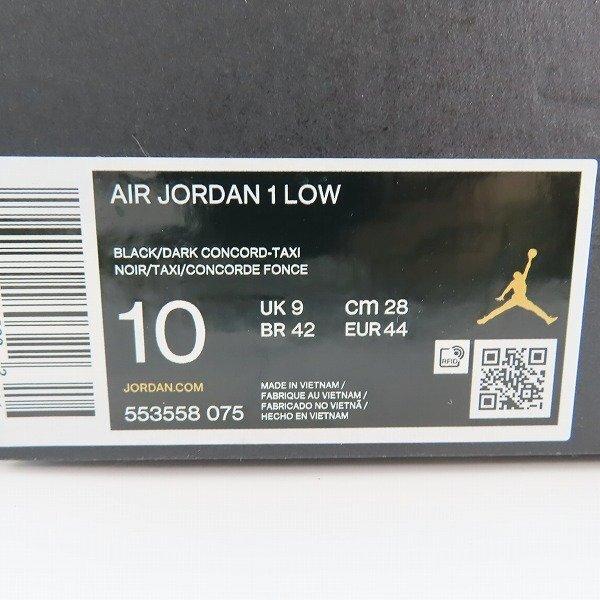 AIR JORDAN 1 LOW
BLACK/DARK CONCORD-TAXI
NOIR/TAXI/CONCORDE FONCE
10
UK 9 cm 28
BR 42 EUR 44
JORDAN.COM
553558 075
MADE IN VIETNAM /
FABRIQUE AU VIETNAM /
FABRICADO NO VIETNÃ /
HECHO EN VIETNAM
RFID